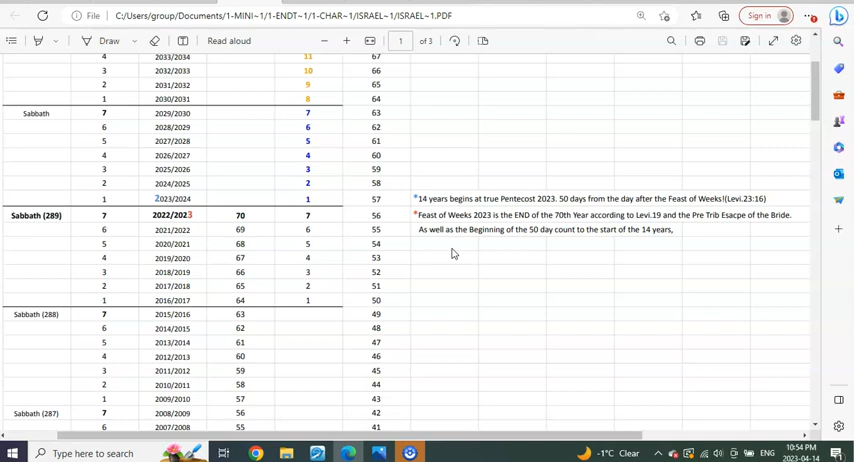 File
C:/Users/group/Documents/1-MINI~1/1-ENDT~1/1-CHAR~1/ISRAEL~1/ISRAEL~1.PDF
Sign in
Draw
Read aloud
1 of 3
4 2033/2034 11 67
3 2032/2033 10 66
2 2031/2032 9 65
1 2030/2031 8 64
Sabbath 7 2029/2030 7 63
6 2028/2029 6 62
5 2027/2028 5 61
4 2026/2027 4 60
3 2025/2026 3 59
2 2024/2025 2 58
1 2023/2024 1 57 *14 years begins at true Pentecost 2023. 50 days from the day after the Feast of Weeks!(Levi.23:16)
Sabbath (289) 7 2022/2023 70 7 56 *Feast of Weeks 2023 is the END of the 70th Year according to Levi.19 and the Pre Trib Esacpe of the Bride.
6 2021/2022 69 6 55 As well as the Beginning of the 50 day count to the start of the 14 years,
5 2020/2021 68 5 54
4 2019/2020 67 4 53
3 2018/2019 66 3 52
2 2017/2018 65 2 51
1 2016/2017 64 1 50
Sabbath (288) 7 2015/2016 63 49
6 2014/2015 62 48
5 2013/2014 61 47
4 2012/2013 60 46
3 2011/2012 59 45
2 2010/2011 58 44
1 2009/2010 57 43
Sabbath (287) 7 2008/2009 56 42
6 2007/2008 55 41
Type here to search
-1°C Clear
ENG
10:54 PM
2023-04-14